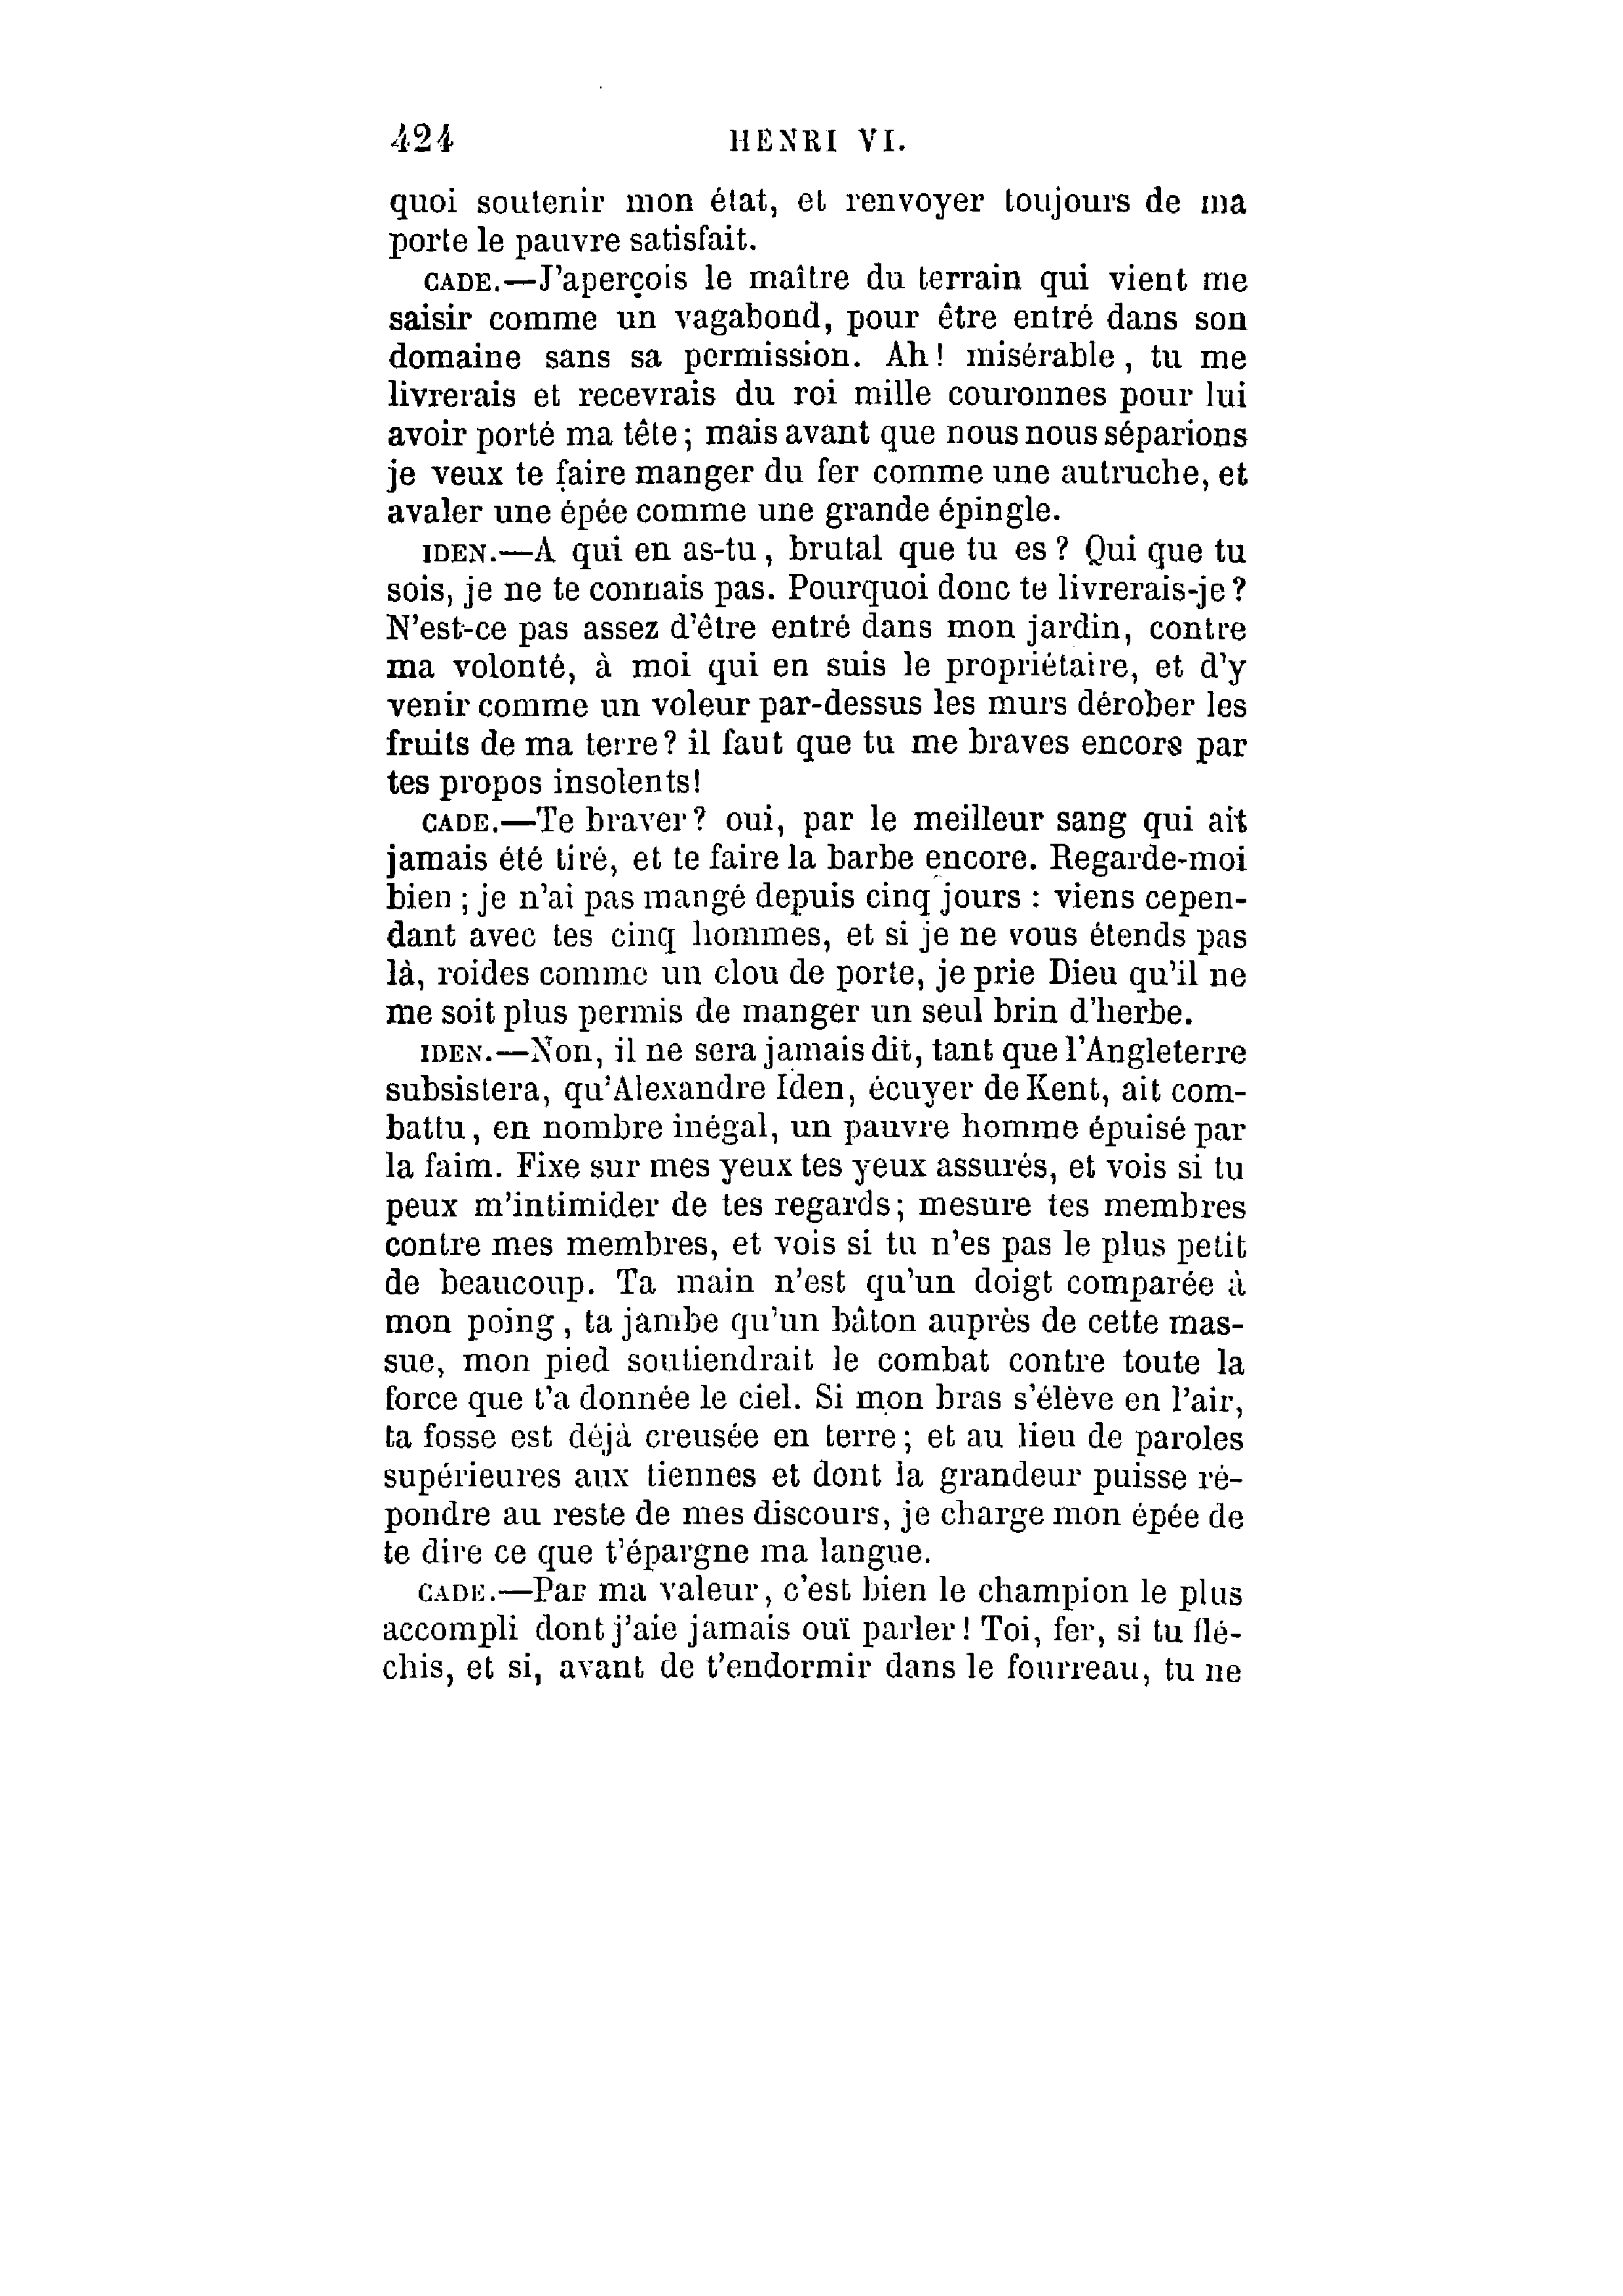 424 HENRI VI.
quoi soutenir mon état, et renvoyer toujours de ma
porte le pauvre satisfait.
CADE.—J'aperçois le maître du terrain qui vient me
saisir comme un vagabond, pour être entré dans son
domaine sans sa permission. Ah! misérable, tu me
livrerais et recevrais du roi mille couronnes pour lui
avoir porté ma tête; mais avant que nous nous séparions
je veux te faire manger du fer comme une autruche, et
avaler une épée comme une grande épingle.
IDEN.—A qui en as-tu, brutal que tu es? Qui que tu
sois, je ne te connais pas. Pourquoi donc te livrerais-je?
N'est-ce pas assez d'être entré dans mon jardin, contre
ma volonté, à moi qui en suis le propriétaire, et d'y
venir comme un voleur par-dessus les murs dérober les
fruits de ma terre? il faut que tu me braves encore par
tes propos insolents!
CADE.—Te braver? oui, par le meilleur sang qui ait
jamais été tiré, et te faire la barbe encore. Regarde-moi
bien; je n'ai pas mangé depuis cinq jours : viens cepen-
dant avec tes cinq hommes, et si je ne vous étends pas
là, roides comme un clou de porte, je prie Dieu qu'il ne
me soit plus permis de manger un seul brin d'herbe.
IDEN.—Non, il ne sera jamais dit, tant que l'Angleterre
subsistera, qu'Alexandre Iden, écuyer de Kent, ait com-
battu, en nombre inégal, un pauvre homme épuisé par
la faim. Fixe sur mes yeux tes yeux assurés, et vois si tu
peux m'intimider de tes regards; mesure tes membres
contre mes membres, et vois si tu n'es pas le plus petit
de beaucoup. Ta main n'est qu'un doigt comparée à
mon poing, ta jambe qu'un bâton auprès de cette mas-
sue, mon pied soutiendrait le combat contre toute la
force que t'a donnée le ciel. Si mon bras s'élève en l'air,
ta fosse est déjà creusée en terre; et au lieu de paroles
supérieures aux tiennes et dont la grandeur puisse ré-
pondre au reste de mes discours, je charge mon épée de
te dire ce que t'épargne ma langue.
CADE.—Par ma valeur, c'est bien le champion le plus
accompli dont j'aie jamais ouï parler! Toi, fer, si tu flé-
chis, et si, avant de t'endormir dans le fourreau, tu ne